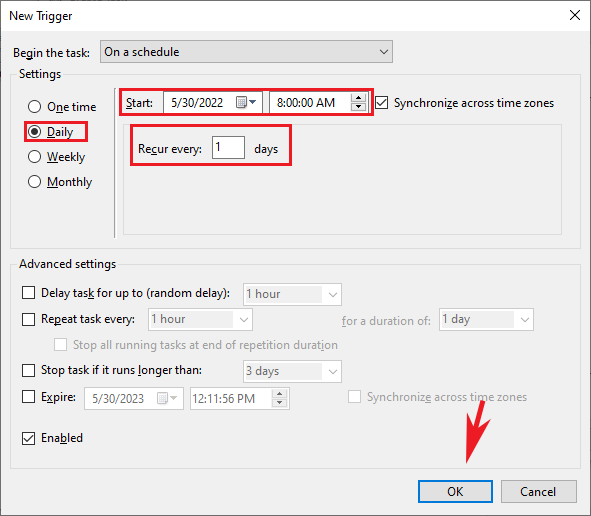 New Trigger
Begin the task: On a schedule
Settings
One time
Start: 5/30/2022 8:00:00 AM Synchronize across time zones
Daily
Recur every: 1 days
Weekly
Monthly
Advanced settings
Delay task for up to (random delay): 1 hour
Repeat task every: 1 hour for a duration of: 1 day
Stop all running tasks at end of repetition duration
Stop task if it runs longer than: 3 days
Expire: 5/30/2023 12:11:56 PM Synchronize across time zones
Enabled
OK Cancel